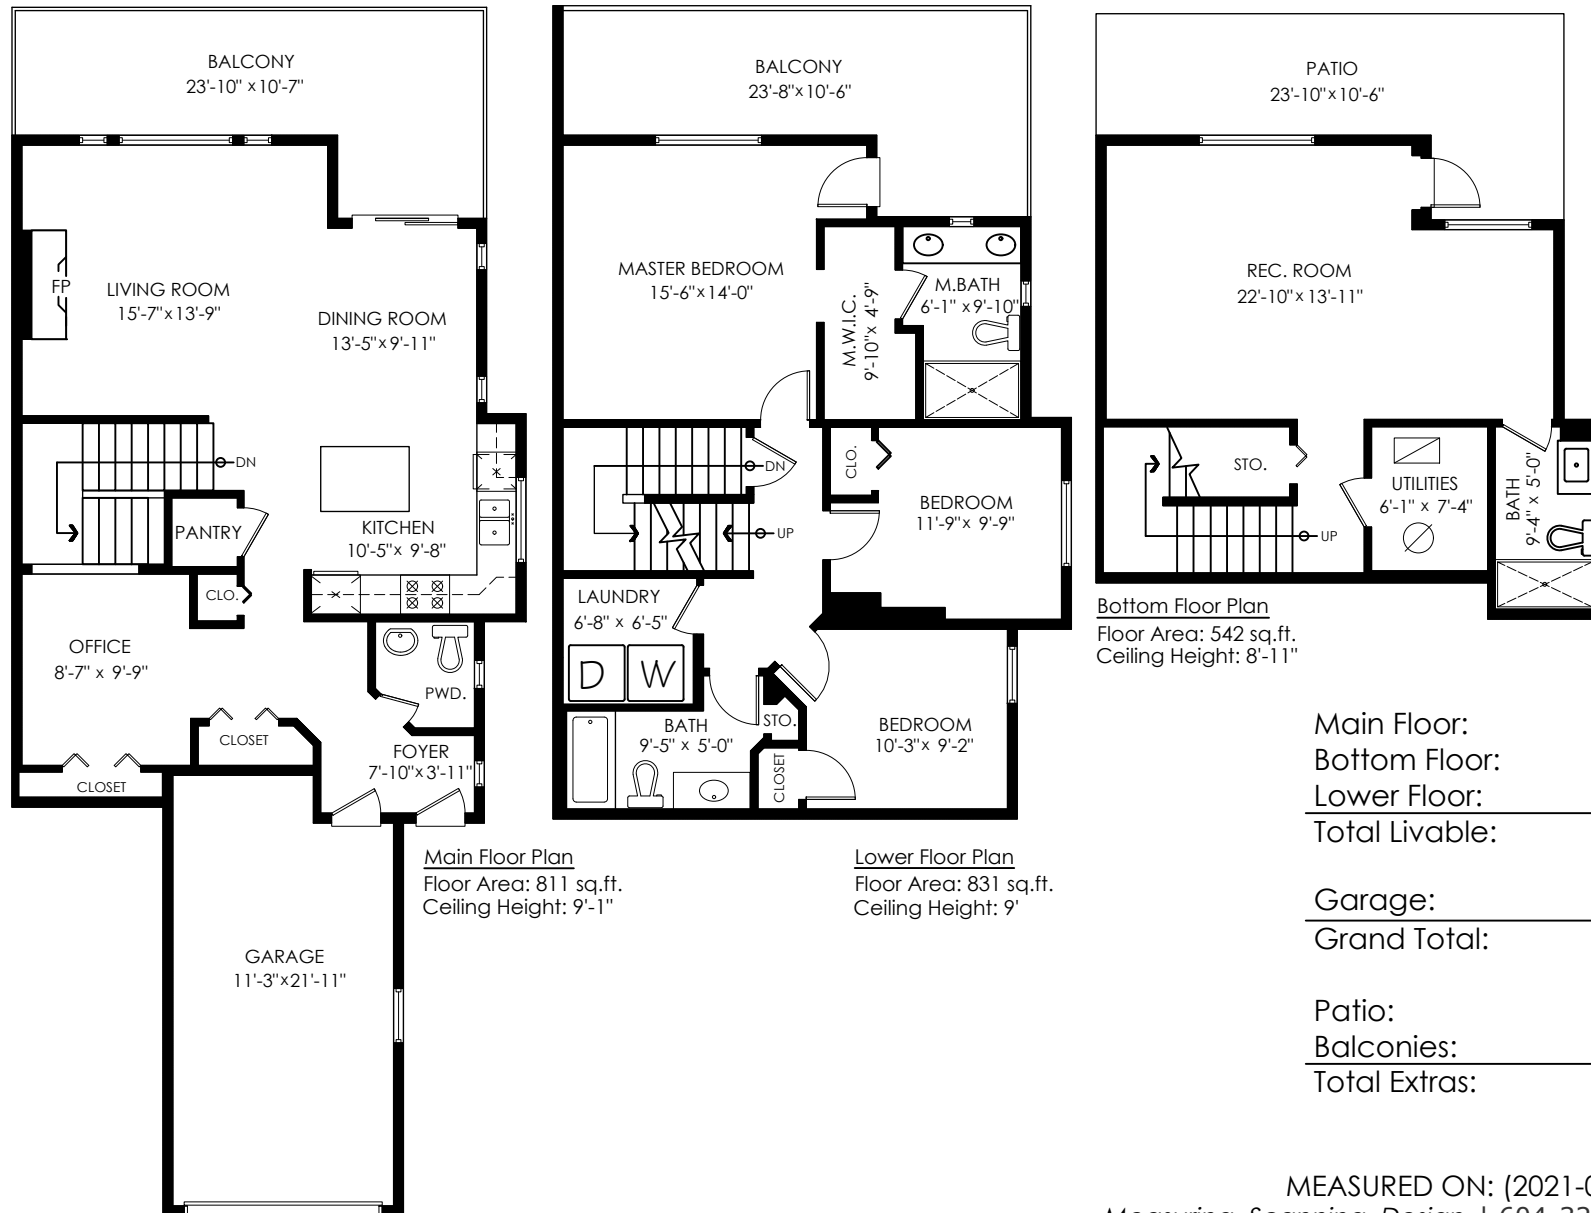 BALCONY
23'-10" x 10'-7"
FP
LIVING ROOM
15'-7" x 13'-9"
DINING ROOM
13'-5" x 9'-11"
DN
PANTRY
KITCHEN
10'-5" x 9'-8"
CLO.
OFFICE
8'-7" x 9'-9"
PWD.
CLOSET
FOYER
7'-10" x 3'-11"
CLOSET
GARAGE
11'-3" x 21'-11"
Main Floor Plan
Floor Area: 811 sq.ft.
Ceiling Height: 9'-1"
BALCONY
23'-8" x 10'-6"
MASTER BEDROOM
15'-6" x 14'-0"
M.W.I.C.
9'-10" x 4'-9"
M.BATH
6'-1" x 9'-10"
DN
CLO.
BEDROOM
11'-9" x 9'-9"
UP
LAUNDRY
6'-8" x 6'-5"
D W
BATH
9'-5" x 5'-0"
STO.
BEDROOM
10'-3" x 9'-2"
CLOSET
Lower Floor Plan
Floor Area: 831 sq.ft.
Ceiling Height: 9'
PATIO
23'-10" x 10'-6"
REC. ROOM
22'-10" x 13'-11"
STO.
UTILITIES
6'-1" x 7'-4"
BATH
9'-4" x 5'-0"
UP
Bottom Floor Plan
Floor Area: 542 sq.ft.
Ceiling Height: 8'-11"
Main Floor:
Bottom Floor:
Lower Floor:
Total Livable:
Garage:
Grand Total:
Patio:
Balconies:
Total Extras:
MEASURED ON: (2021-0
Measuring, Scanning, Design | 604